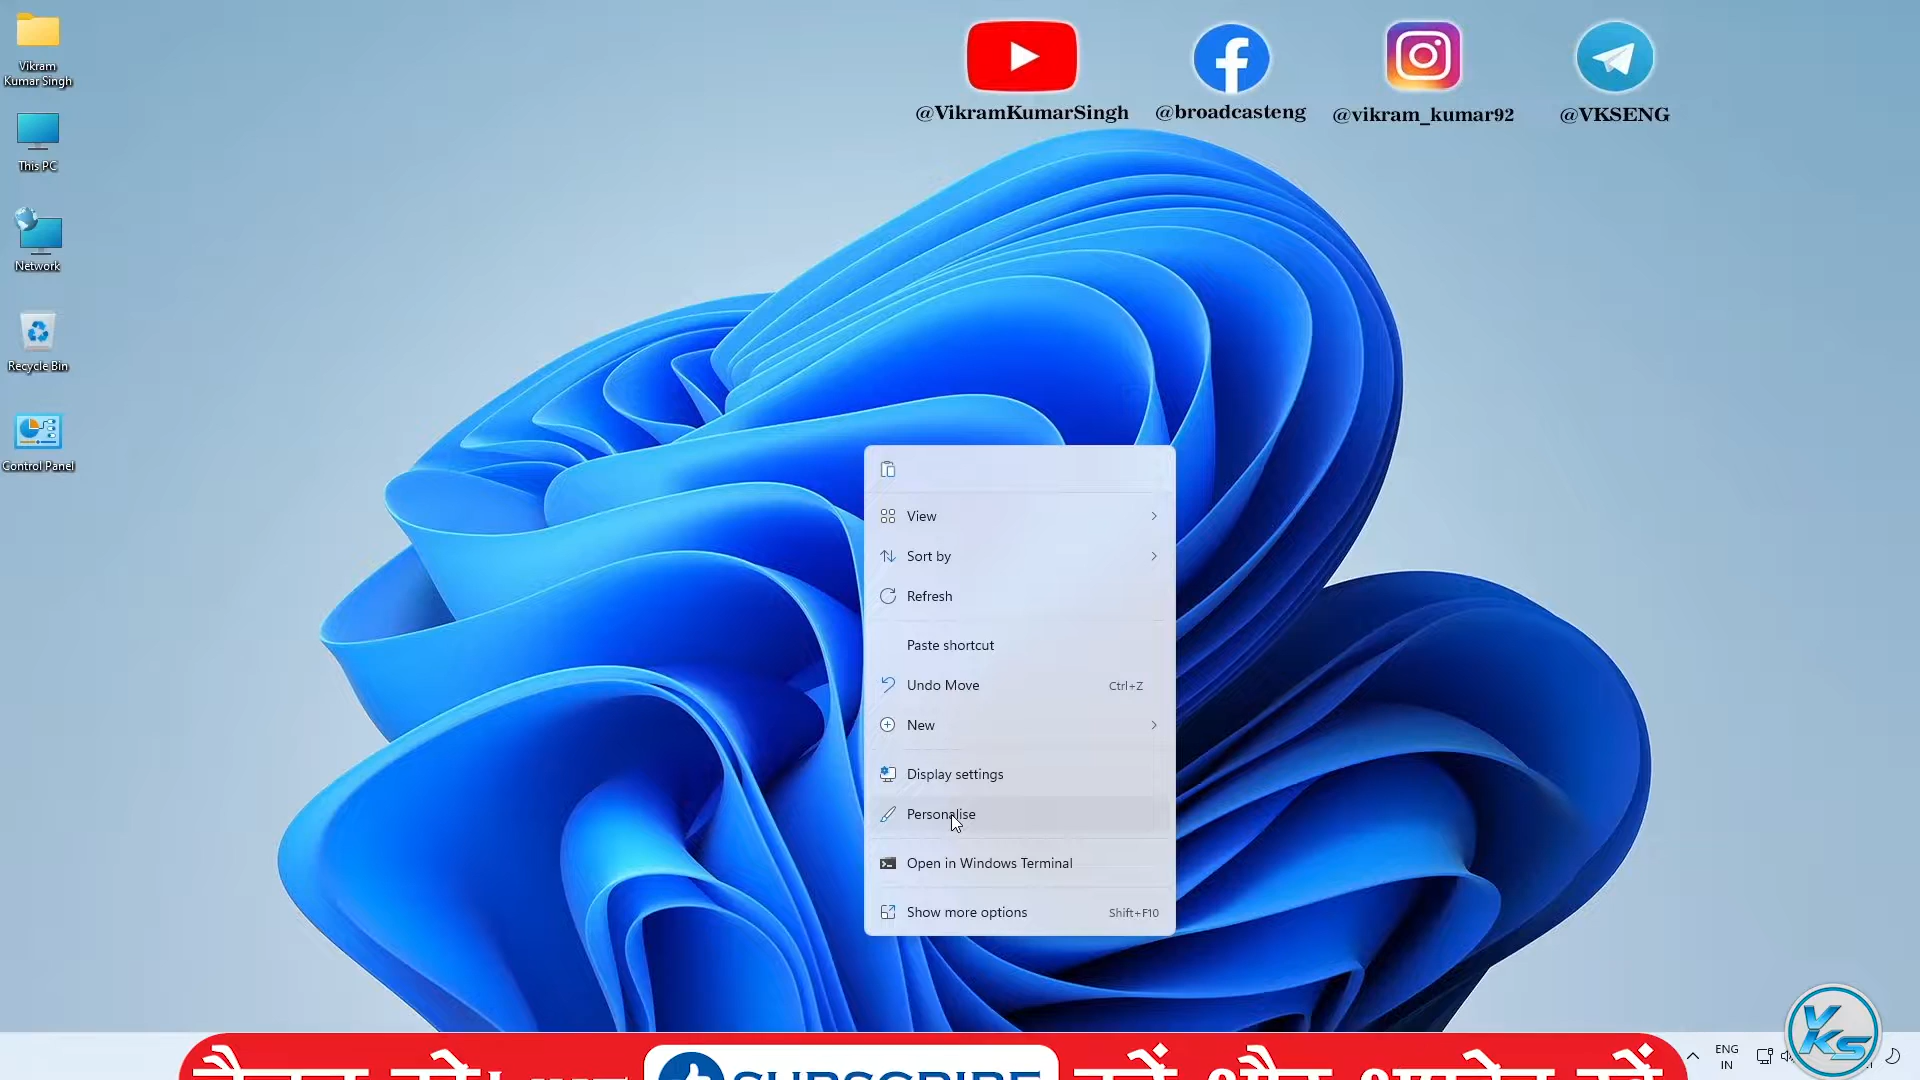 Vikram
Kumar Singh
This PC
Network
Recycle Bin
Control Panel
@VikramKumarSingh
@broadcasteng
@vikram_kumar92
@VKSENG
View
Sort by
Refresh
Paste shortcut
Undo Move Ctrl+Z
New
Display settings
Personalise
Open in Windows Terminal
Show more options Shift+F10
SUBSCRIBE
ENG
IN
VKS